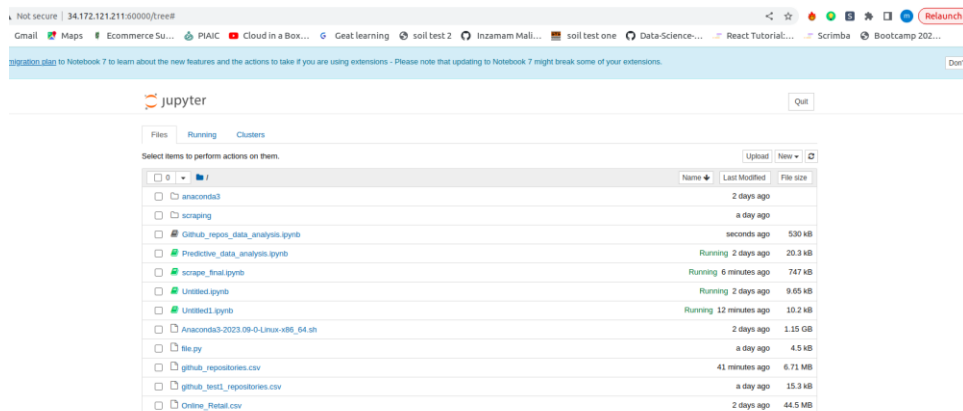 Not secure | 34.172.121.211:60000/tree# Relaunch
Gmail Maps Ecommerce Su... PIAIC Cloud in a Box... Geat learning soil test 2 Inzamam Mali... soil test one Data-Science-... React Tutorial:... Scrimba Bootcamp 202...
migration plan to Notebook 7 to learn about the new features and the actions to take if you are using extensions - Please note that updating to Notebook 7 might break some of your extensions. Don'
jupyter Quit
Files Running Clusters
Select items to perform actions on them. Upload New
0 / Name Last Modified File size
anaconda3 2 days ago
scraping a day ago
Github_repos_data_analysis.ipynb seconds ago 530 kB
Predictive_data_analysis.ipynb Running 2 days ago 20.3 kB
scrape_final.ipynb Running 6 minutes ago 747 kB
Untitled.ipynb Running 2 days ago 9.65 kB
Untitled1.ipynb Running 12 minutes ago 10.2 kB
Anaconda3-2023.09-0-Linux-x86_64.sh 2 days ago 1.15 GB
file.py a day ago 4.5 kB
github_repositories.csv 41 minutes ago 6.71 MB
github_test1_repositories.csv a day ago 15.3 kB
Online_Retail.csv 2 days ago 44.5 MB